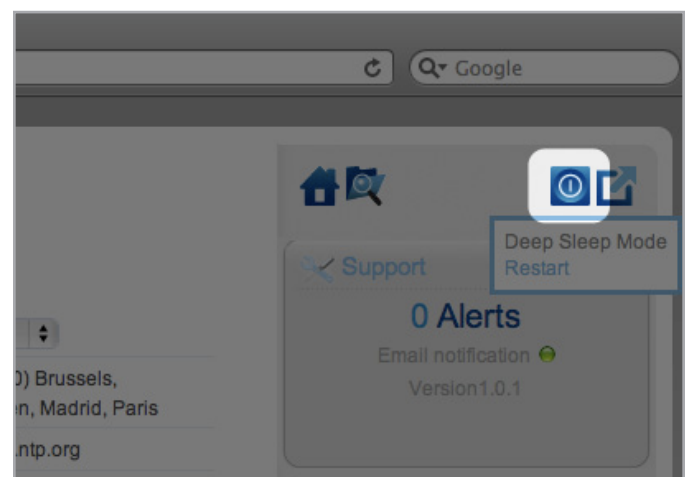 Google
Deep Sleep Mode
Restart
Support
0 Alerts
Email notification
Version1.0.1
0) Brussels,
en, Madrid, Paris
.ntp.org